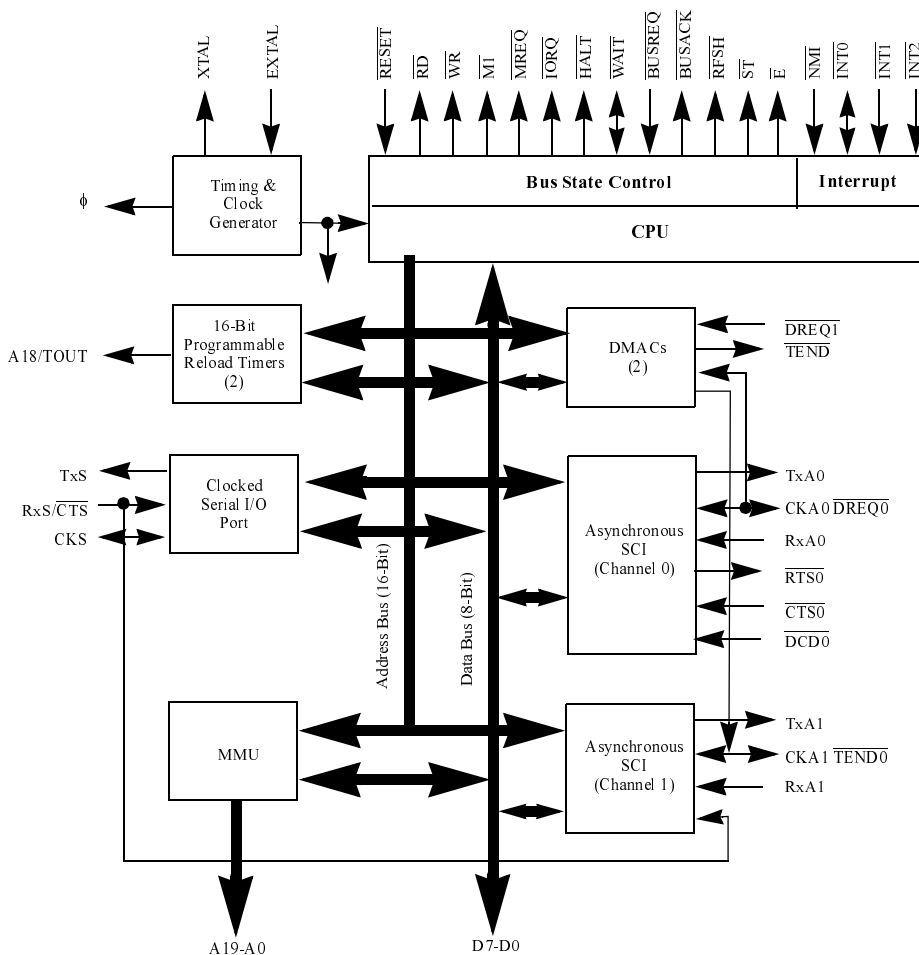 XTAL
EXTAL
RESET
RD
WR
M1
MREQ
IORQ
HALT
WAIT
BUSREQ
BUSACK
RFSH
ST
E
NMI
INT0
INT1
INT2
Timing &
Clock
Generator
ϕ
Bus State Control
Interrupt
CPU
16-Bit
Programmable
Reload Timers
(2)
A18/TOUT
DMACs
(2)
DREQ1
TEND
TxS
RxS/CTS
CKS
Clocked
Serial I/O
Port
Address Bus (16-Bit)
Data Bus (8-Bit)
Asynchronous
SCI
(Channel 0)
TxA0
CKA0 DREQ0
RxA0
RTS0
CTS0
DCD0
MMU
Asynchronous
SCI
(Channel 1)
TxA1
CKA1 TEND0
RxA1
A19-A0
D7-D0